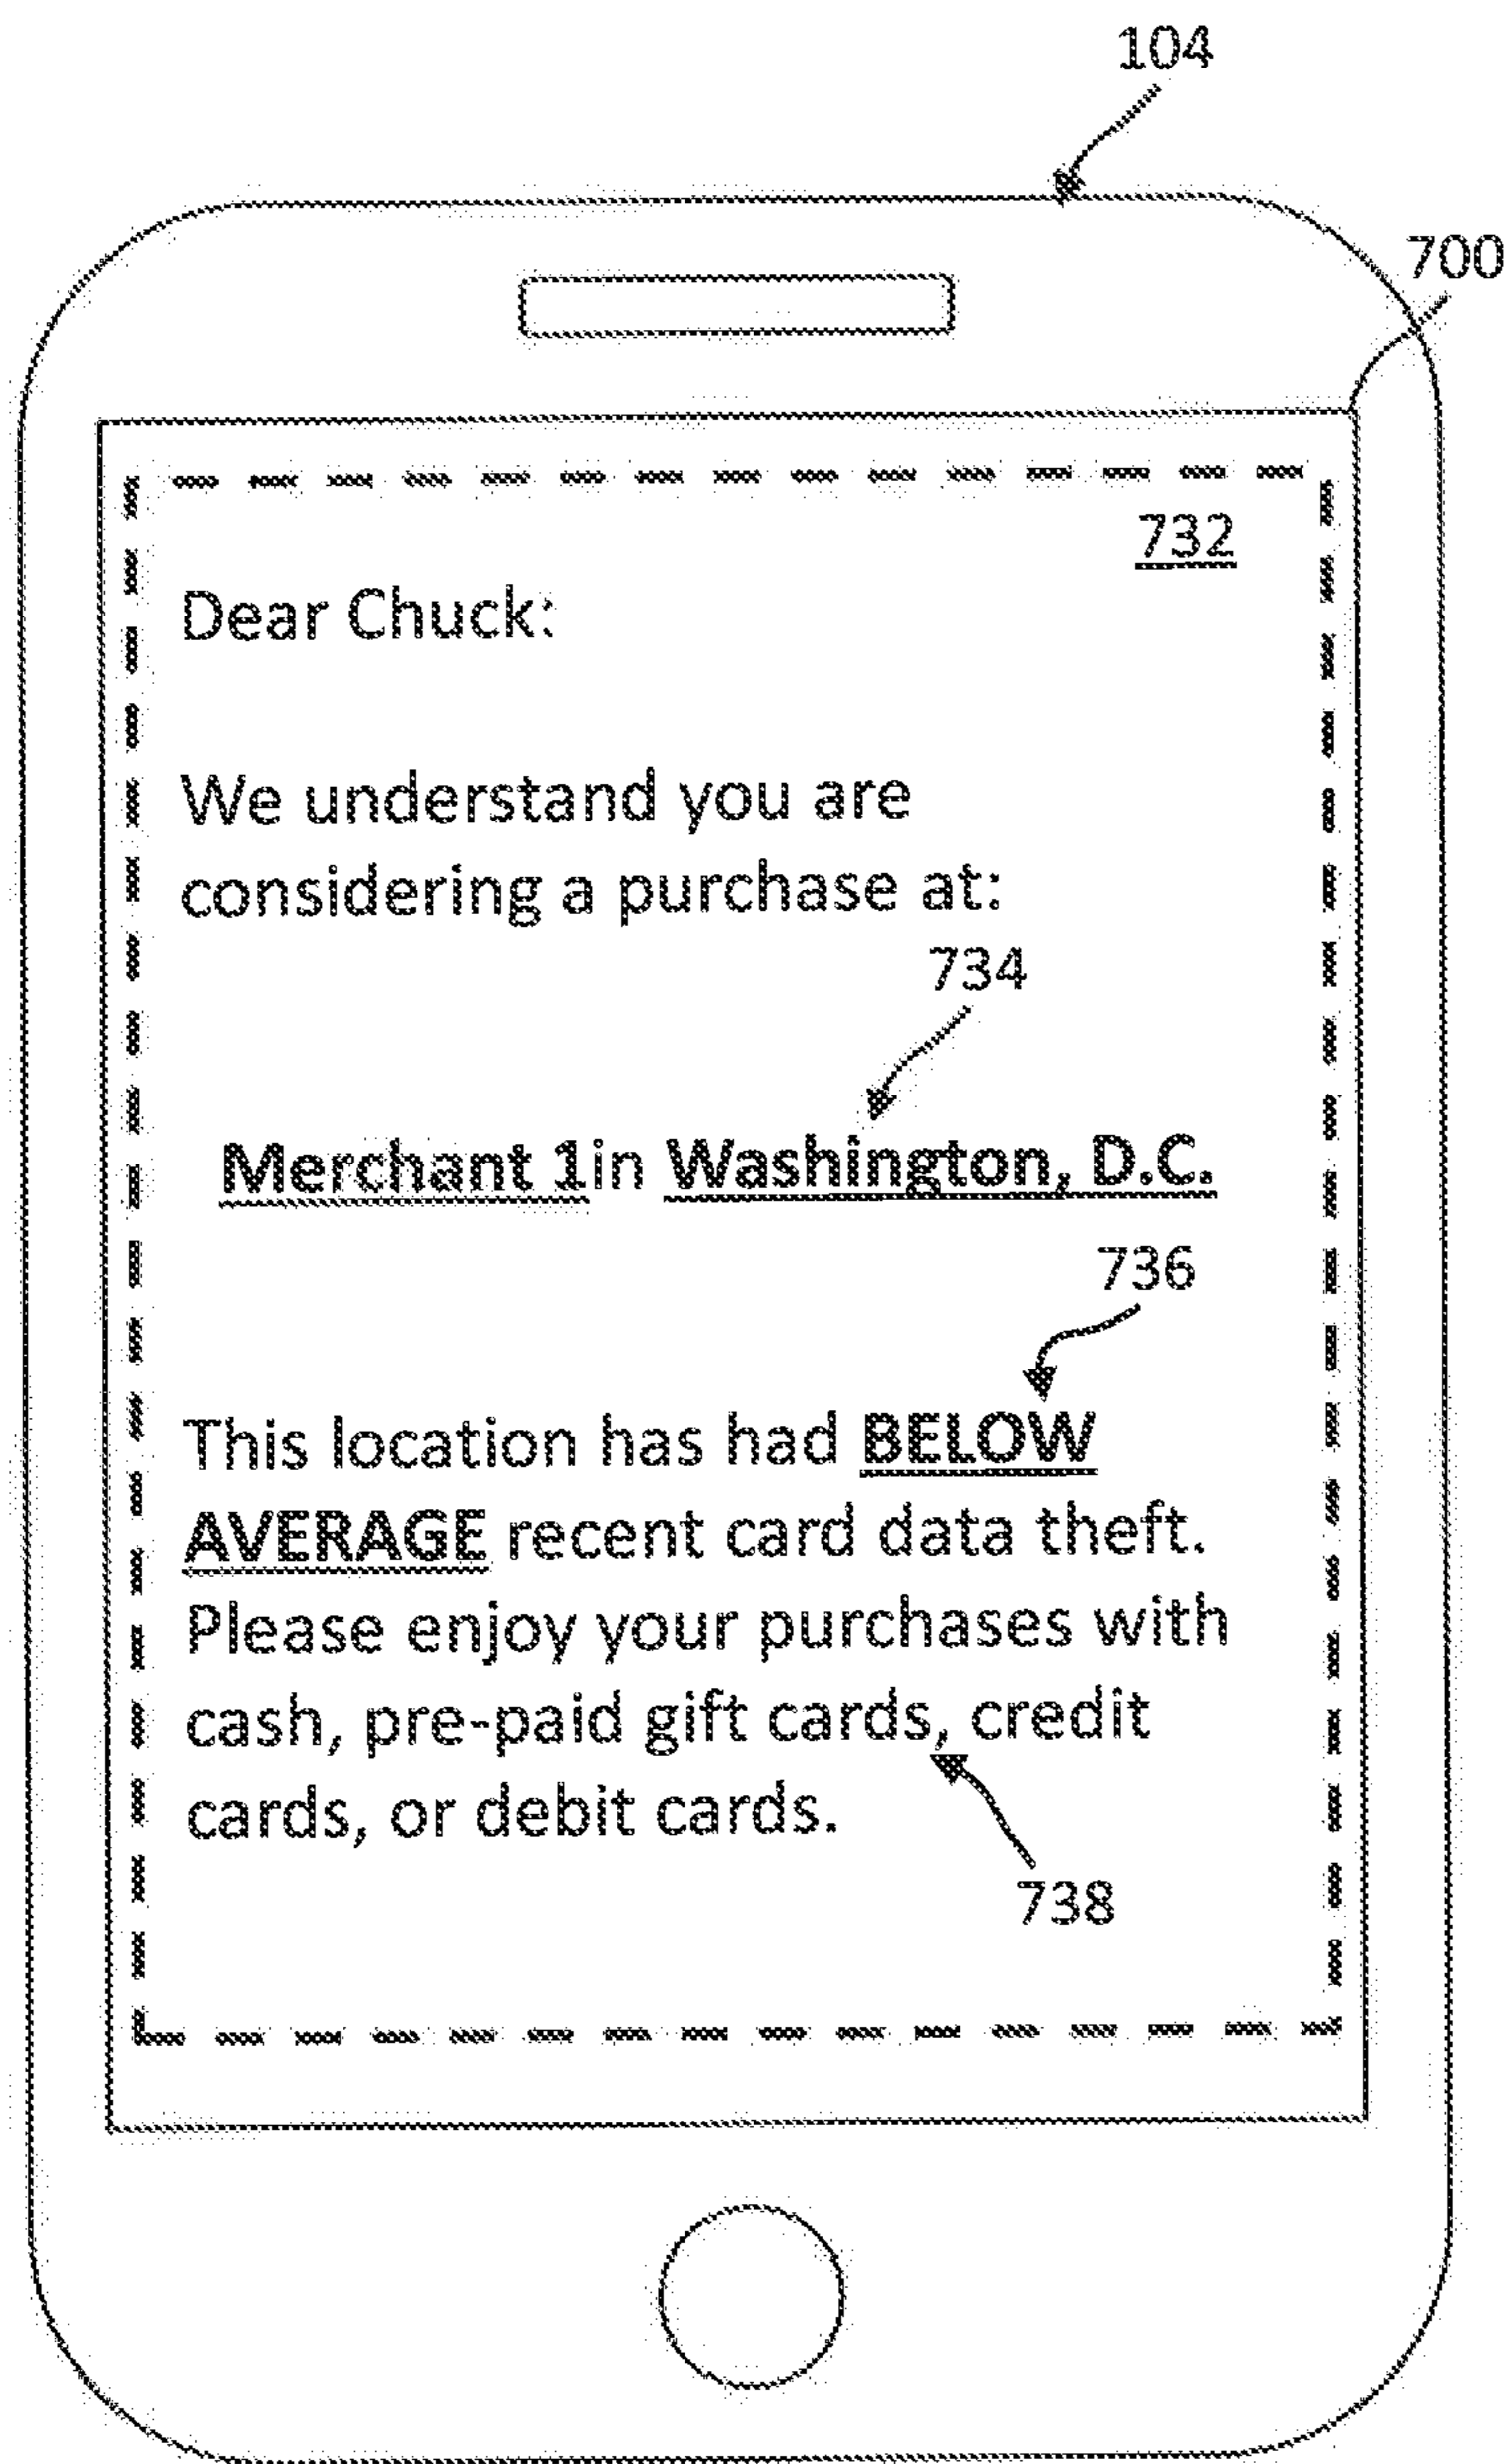 104
700
732
Dear Chuck:
We understand you are
considering a purchase at:
734
Merchant 1in Washington, D.C.
736
This location has had BELOW
AVERAGE recent card data theft.
Please enjoy your purchases with
cash, pre-paid gift cards, credit
cards, or debit cards.
738